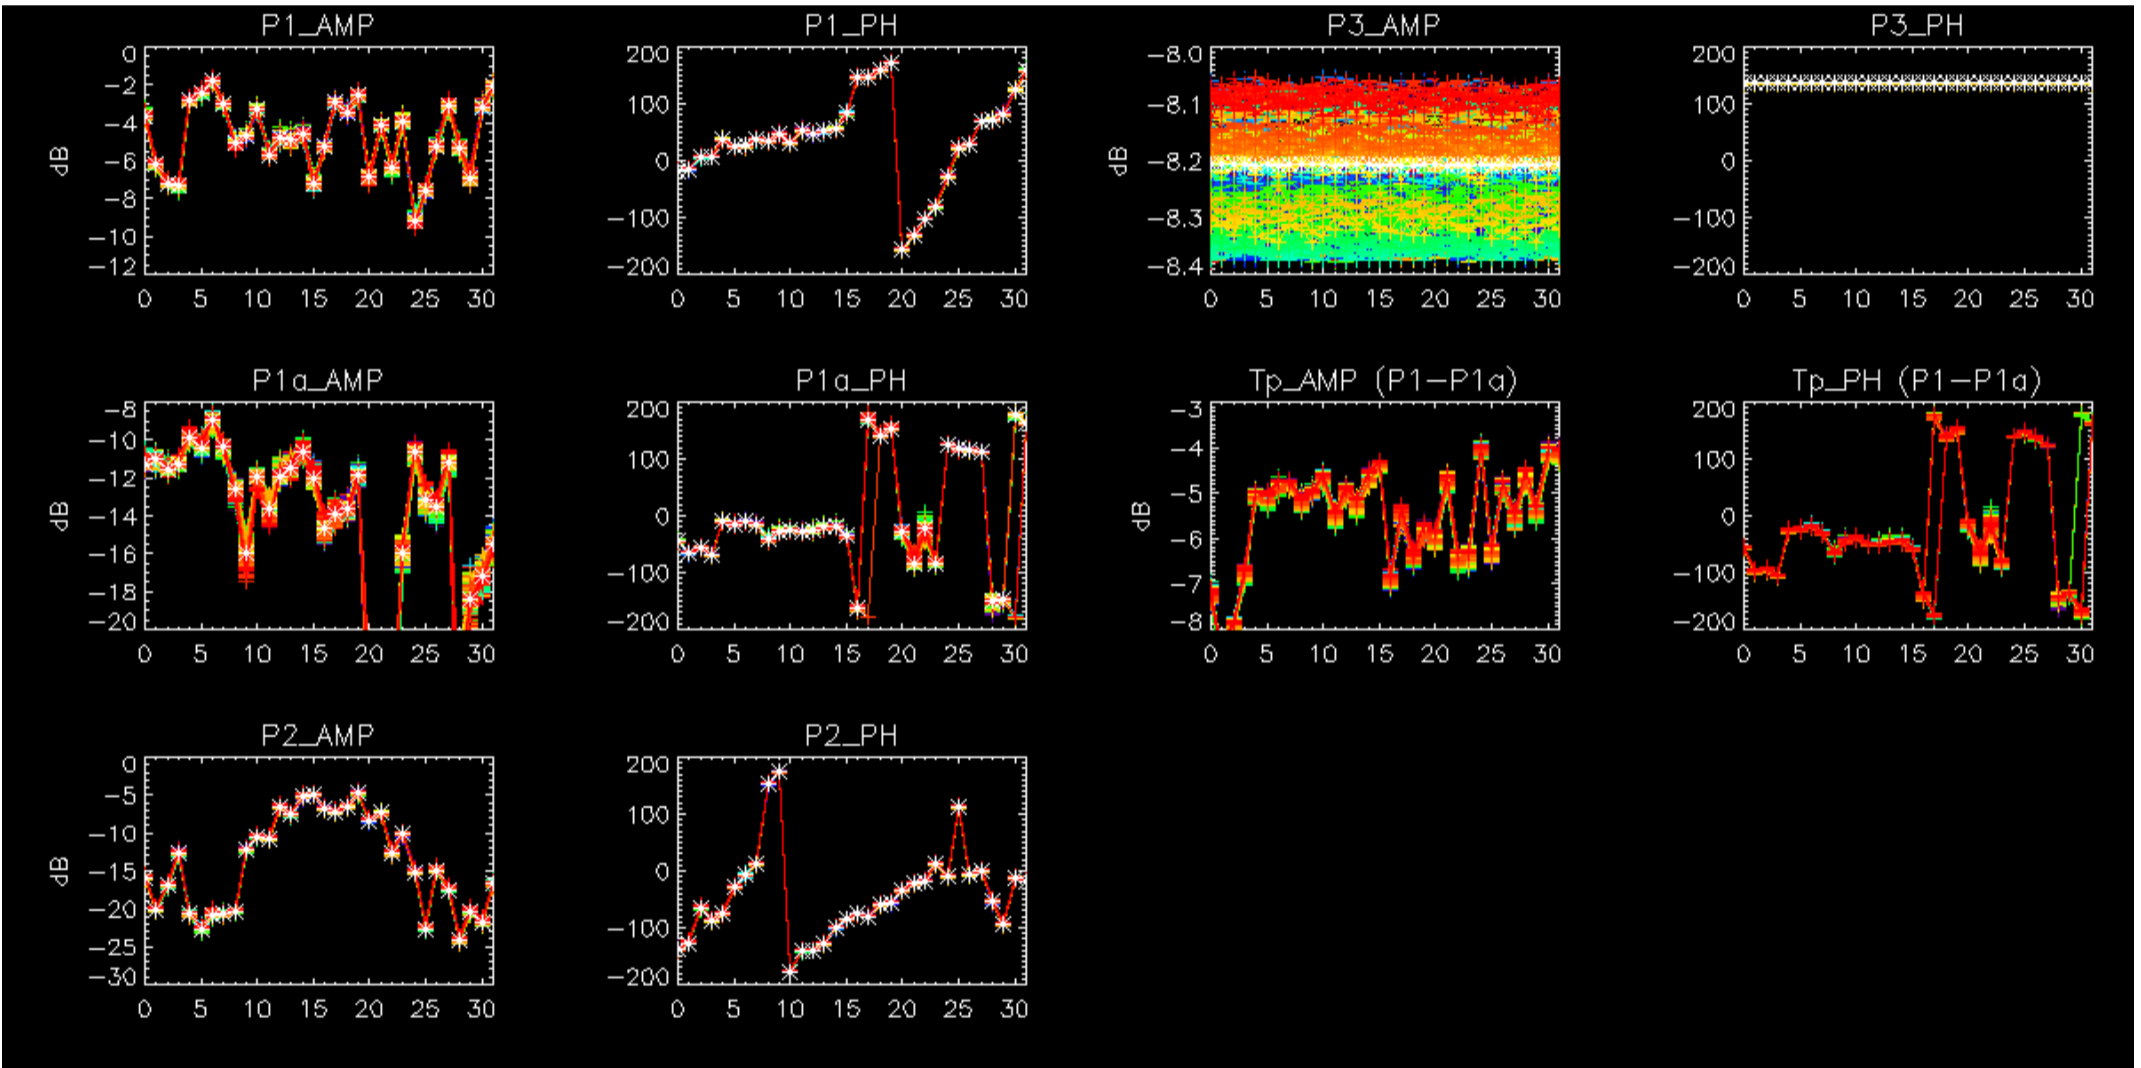 P1_AMP P1_PH P3_AMP P3_PH
0 200 -8.0 200
-2
-4 100 -8.1 100
dB -6 0 dB -8.2 0
-8
-10 -100 -8.3 -100
-12 -200 -8.4 -200
0 5 10 15 20 25 30 0 5 10 15 20 25 30 0 5 10 15 20 25 30 0 5 10 15 20 25 30
P1a_AMP P1a_PH Tp_AMP (P1-P1a) Tp_PH (P1-P1a)
-8 200 -3 200
-10 100 -4 100
-12
dB -14 0 dB -5 0
-16 -6
-18 -100 -7 -100
-20 -200 -8 -200
0 5 10 15 20 25 30 0 5 10 15 20 25 30 0 5 10 15 20 25 30 0 5 10 15 20 25 30
P2_AMP P2_PH
0 200
-5 100
-10
dB -15 0
-20 -100
-25
-30 -200
0 5 10 15 20 25 30 0 5 10 15 20 25 30